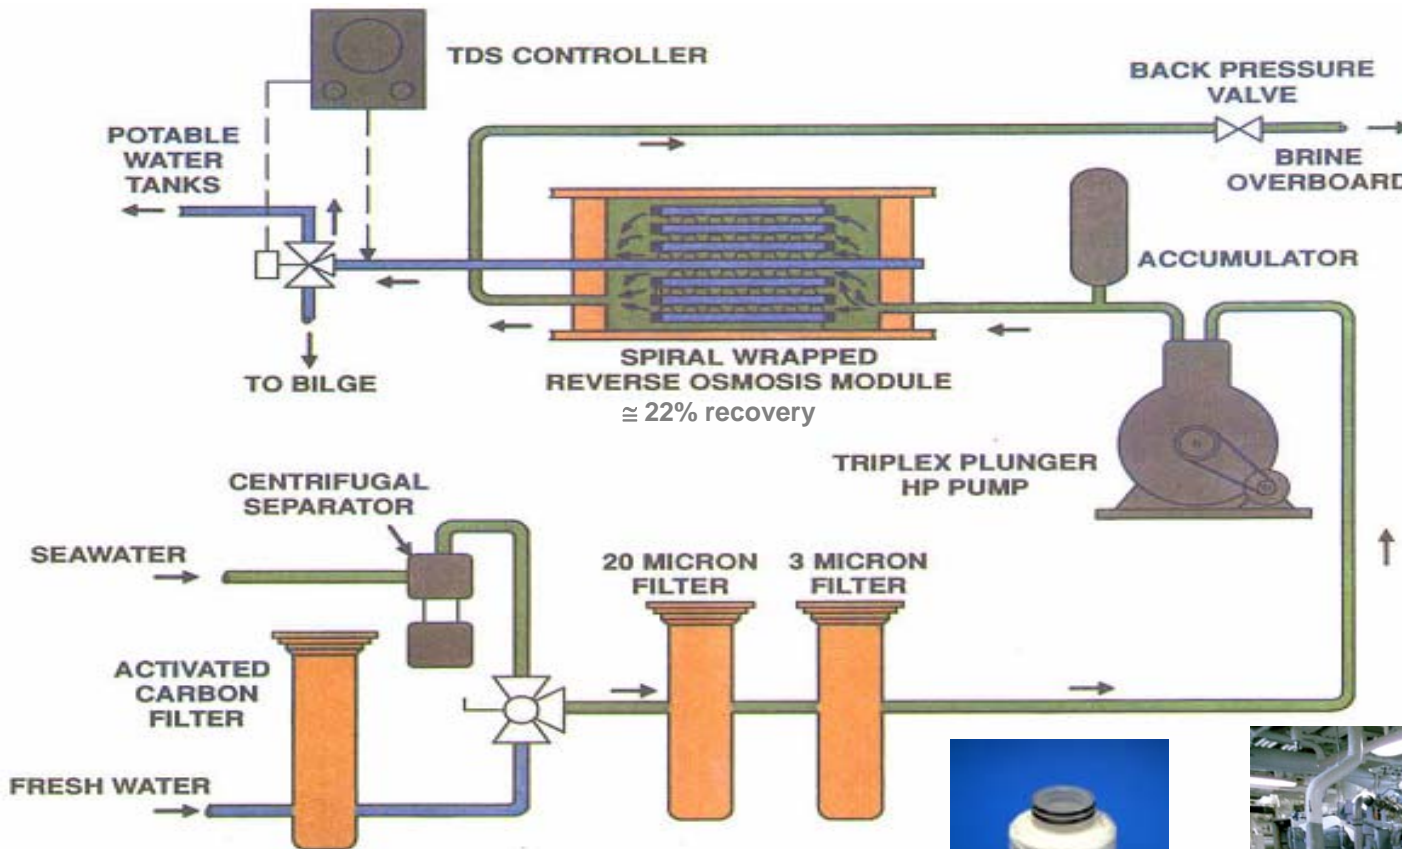 TDS CONTROLLER
BACK PRESSURE
VALVE
POTABLE
WATER
TANKS
BRINE
OVERBOARD
ACCUMULATOR
SPIRAL WRAPPED
REVERSE OSMOSIS MODULE
≅ 22% recovery
TO BILGE
TRIPLEX PLUNGER
HP PUMP
CENTRIFUGAL
SEPARATOR
SEAWATER
20 MICRON
FILTER
3 MICRON
FILTER
ACTIVATED
CARBON
FILTER
FRESH WATER